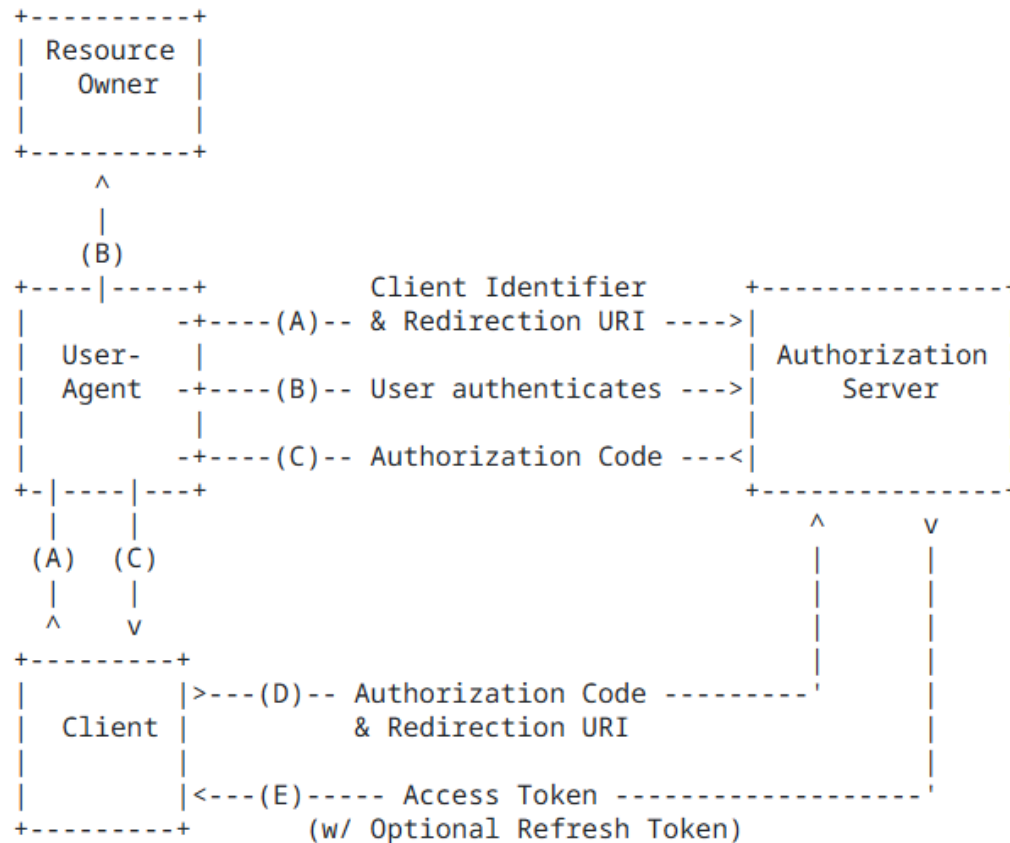 +----------+
| Resource |
|   Owner  |
|          |
+----------+
     ^
     |
    (B)
+----|-----+          Client Identifier      +---------------+
|         -+----(A)-- & Redirection URI ---->|
|  User-   |                                 | Authorization
|  Agent  -+----(B)-- User authenticates --->|     Server
|          |                                 |
|         -+----(C)-- Authorization Code ---<|
+-|----|---+                                 +---------------+
  |    |                                         ^      v
 (A)  (C)                                        |      |
  |    |                                         |      |
  ^    v                                         |      |
+---------+                                      |      |
|         |>---(D)-- Authorization Code ---------'      |
|  Client |          & Redirection URI                  |
|         |                                             |
|         |<---(E)----- Access Token -------------------'
+---------+       (w/ Optional Refresh Token)